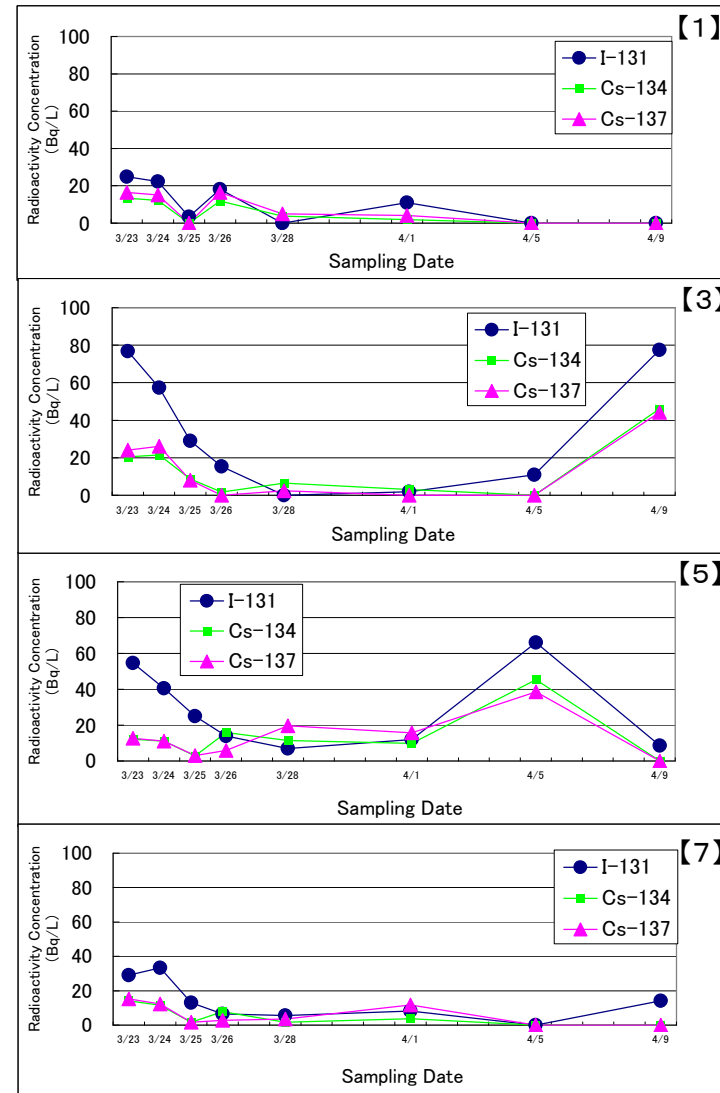 【1】
Radioactivity Concentration
(Bq/L)
100
80
60
40
20
0
I-131
Cs-134
Cs-137
3/23 3/24 3/25 3/26 3/28 4/1 4/5 4/9
Sampling Date
【3】
Radioactivity Concentration
(Bq/L)
100
80
60
40
20
0
I-131
Cs-134
Cs-137
3/23 3/24 3/25 3/26 3/28 4/1 4/5 4/9
Sampling Date
【5】
Radioactivity Concentration
(Bq/L)
100
80
60
40
20
0
I-131
Cs-134
Cs-137
3/23 3/24 3/25 3/26 3/28 4/1 4/5 4/9
Sampling Date
【7】
Radioactivity Concentration
(Bq/L)
100
80
60
40
20
0
I-131
Cs-134
Cs-137
3/23 3/24 3/25 3/26 3/28 4/1 4/5 4/9
Sampling Date